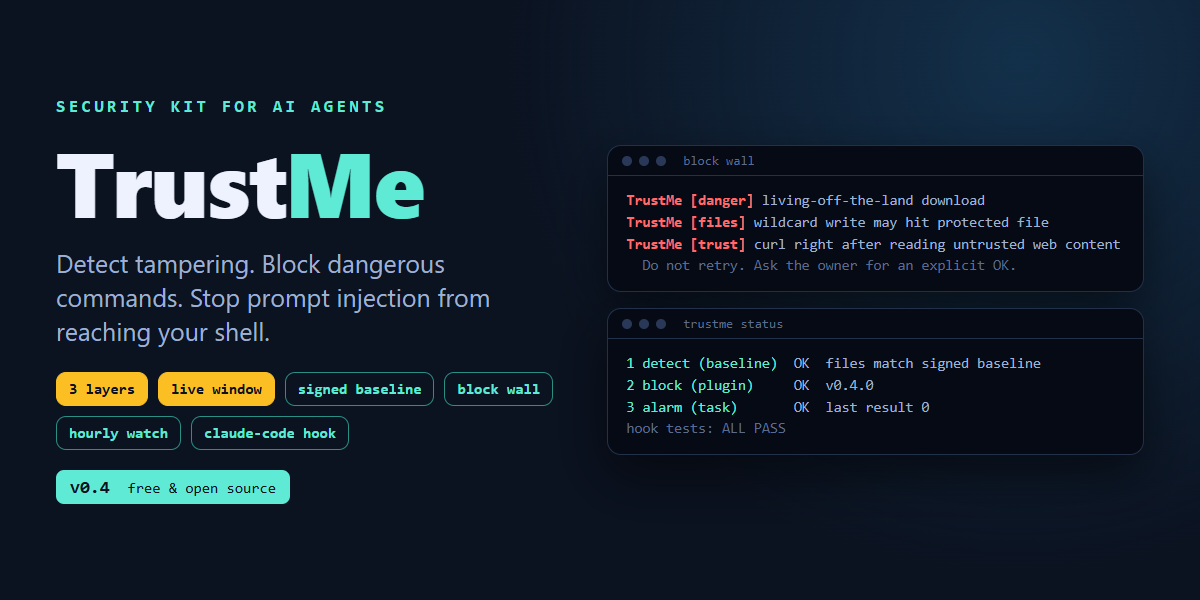 SECURITY KIT FOR AI AGENTS
TrustMe
Detect tampering. Block dangerous
commands. Stop prompt injection from
reaching your shell.
3 layers live window signed baseline block wall
hourly watch claude-code hook
v0.4 free & open source
block wall
TrustMe [danger] living-off-the-land download
TrustMe [files] wildcard write may hit protected file
TrustMe [trust] curl right after reading untrusted web content
Do not retry. Ask the owner for an explicit OK.
trustme status
1 detect (baseline) OK files match signed baseline
2 block (plugin) OK v0.4.0
3 alarm (task) OK last result 0
hook tests: ALL PASS